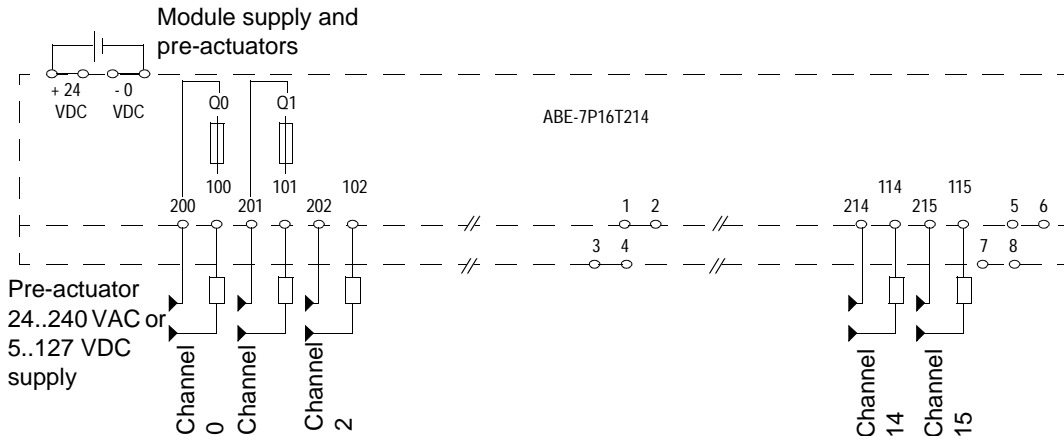 Module supply and
pre-actuators
+ 24
VDC
- 0
VDC
Q0
Q1
ABE-7P16T214
200
100
201
101
202
102
1
2
214
114
215
115
5
6
3
4
7
8
Pre-actuator
24..240 VAC or
5..127 VDC
supply
Channel
0
Channel
Channel
2
Channel
14
Channel
15